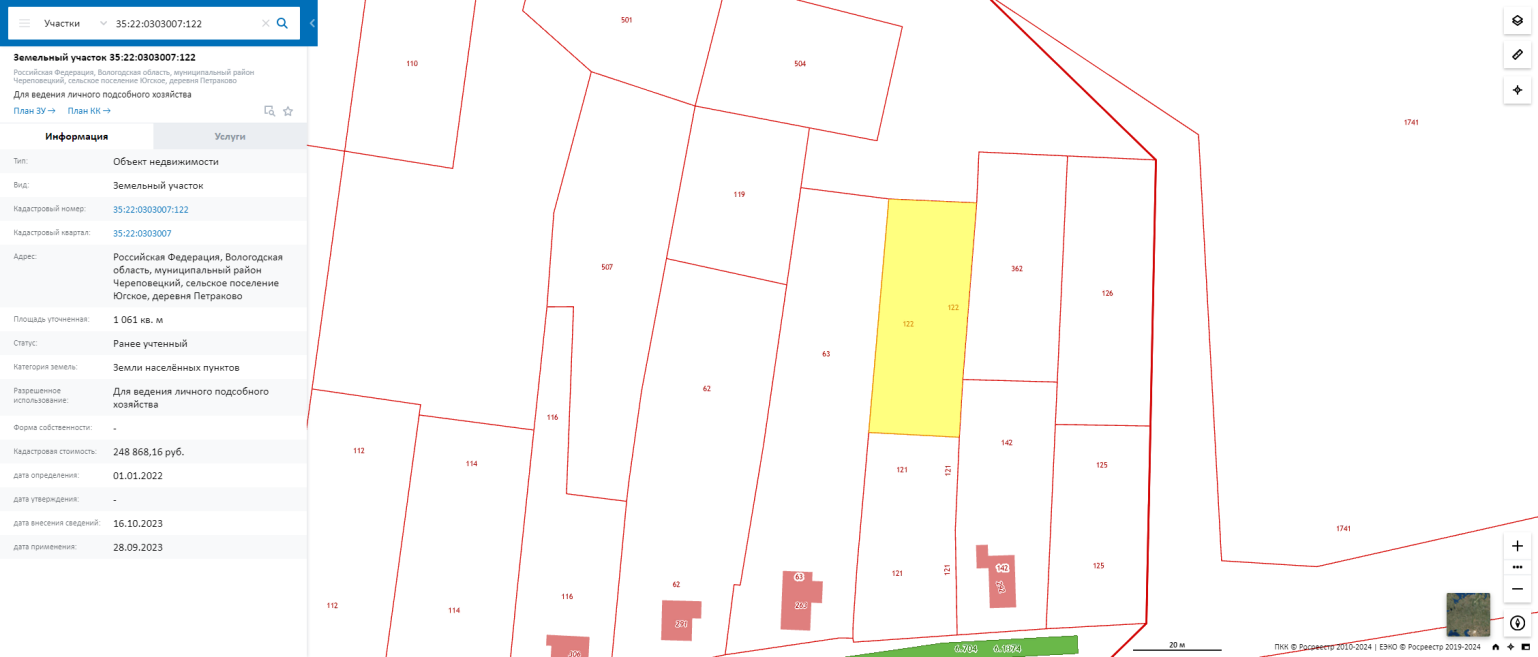 Участки
35:22:0303007:122
Земельный участок 35:22:0303007:122
Российская Федерация, Вологодская область, муниципальный район
Череповецкий, сельское поселение Югское, деревня Петраково
Для ведения личного подсобного хозяйства
План ЗУ → План КК →
Информация
Услуги
Тип: Объект недвижимости
Вид: Земельный участок
Кадастровый номер: 35:22:0303007:122
Кадастровый квартал: 35:22:0303007
Адрес: Российская Федерация, Вологодская
область, муниципальный район
Череповецкий, сельское поселение
Югское, деревня Петраково
Площадь уточненная: 1 061 кв. м
Статус: Ранее учтенный
Категория земель: Земли населённых пунктов
Разрешенное
использование:
Для ведения личного подсобного
хозяйства
Форма собственности: -
Кадастровая стоимость: 248 868,16 руб.
дата определения: 01.01.2022
дата утверждения: -
дата внесения сведений: 16.10.2023
дата применения: 28.09.2023
501
110
504
1741
119
507
362
126
122
122
63
62
116
112
114
121
121
142
125
1741
121
121
125
142
63
263
62
291
116
112
114
6.704 6.1374
20 м
ПКК © Росреестр 2010-2024 | ЕЭКО © Росреестр 2019-2024